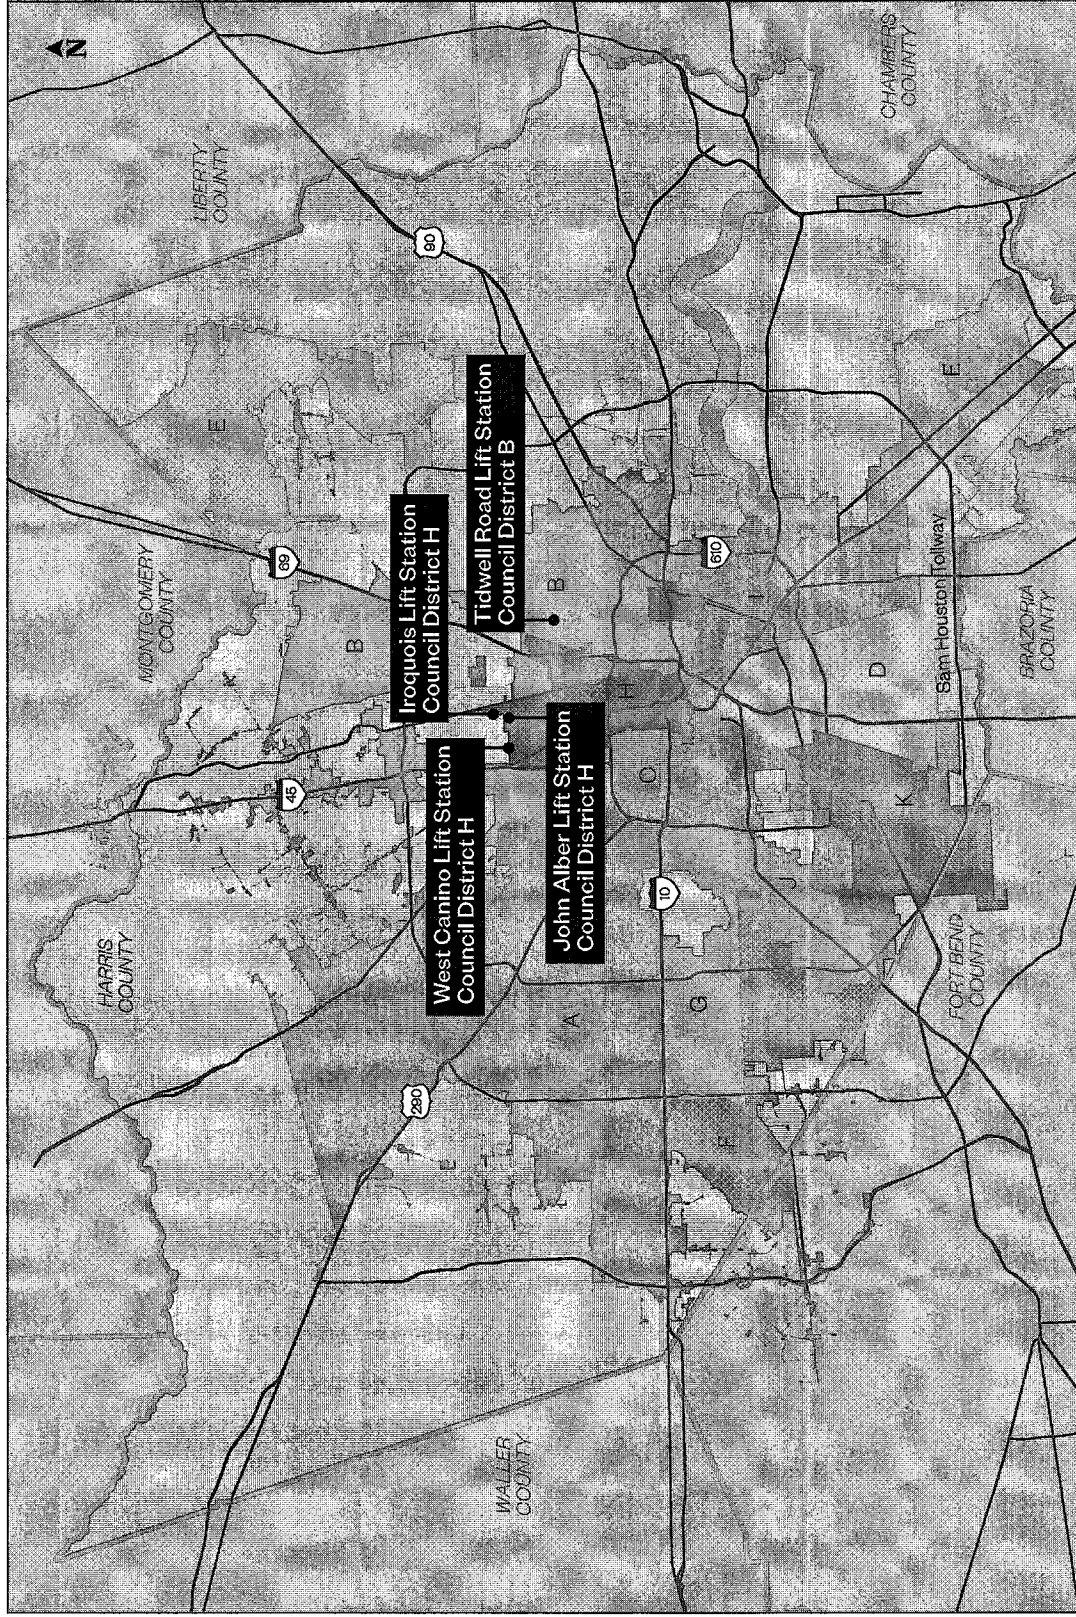 N
LIBERTY
COUNTY
CHAMBERS
COUNTY
MONTGOMERY
COUNTY
HARRIS
COUNTY
WALLER
COUNTY
FORT BEND
COUNTY
BRAZORIA
COUNTY
90
69
45
290
10
610
Sam Houston Tollway
Iroquois Lift Station
Council District H
Tidwell Road Lift Station
Council District B
West Canino Lift Station
Council District H
John Alber Lift Station
Council District H
E
B
B
K
H
I
D
E
K
J
G
A
F